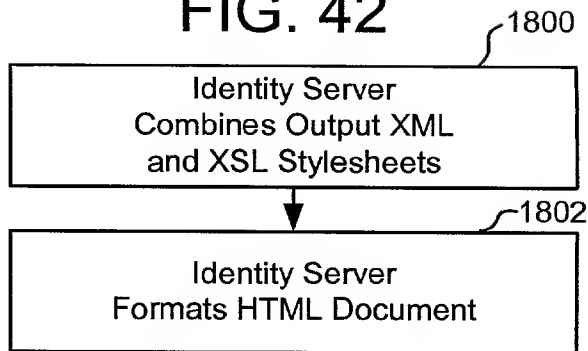 FIG. 42
1800
Identity Server
Combines Output XML
and XSL Stylesheets
1802
Identity Server
Formats HTML Document